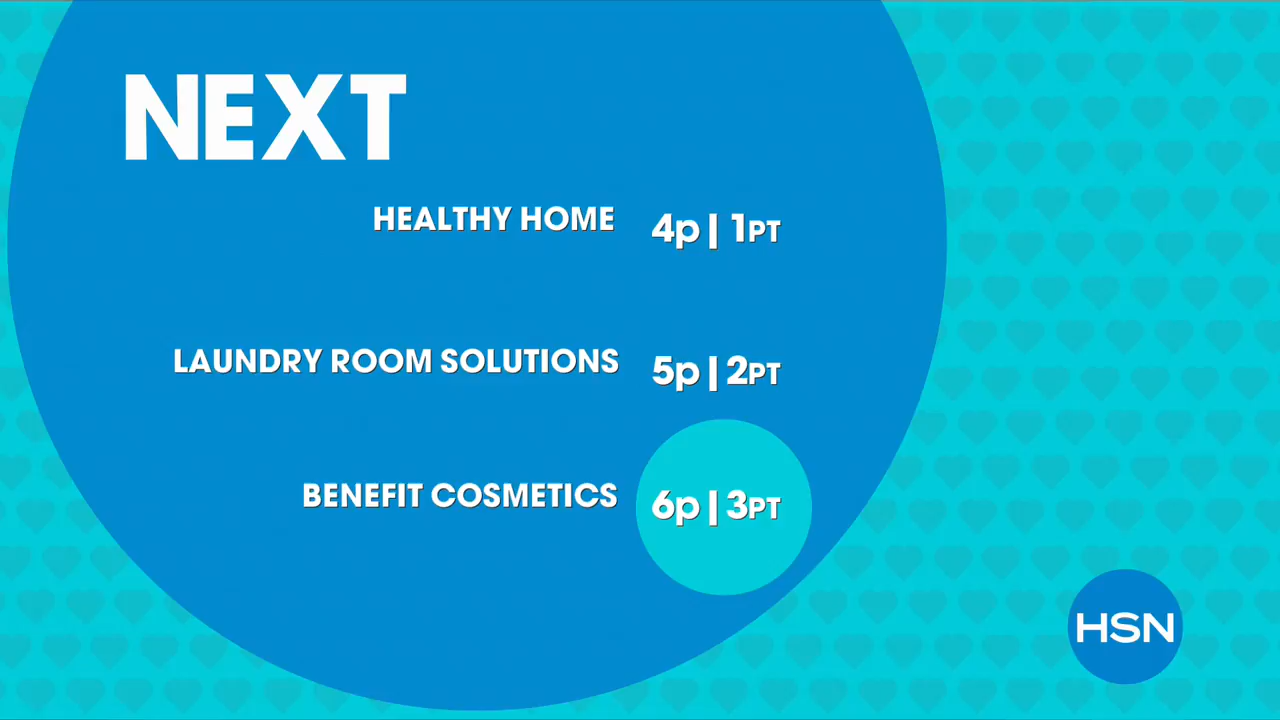 NEXT
HEALTHY HOME 4p | 1PT
LAUNDRY ROOM SOLUTIONS 5p | 2PT
BENEFIT COSMETICS 6p | 3PT
HSN